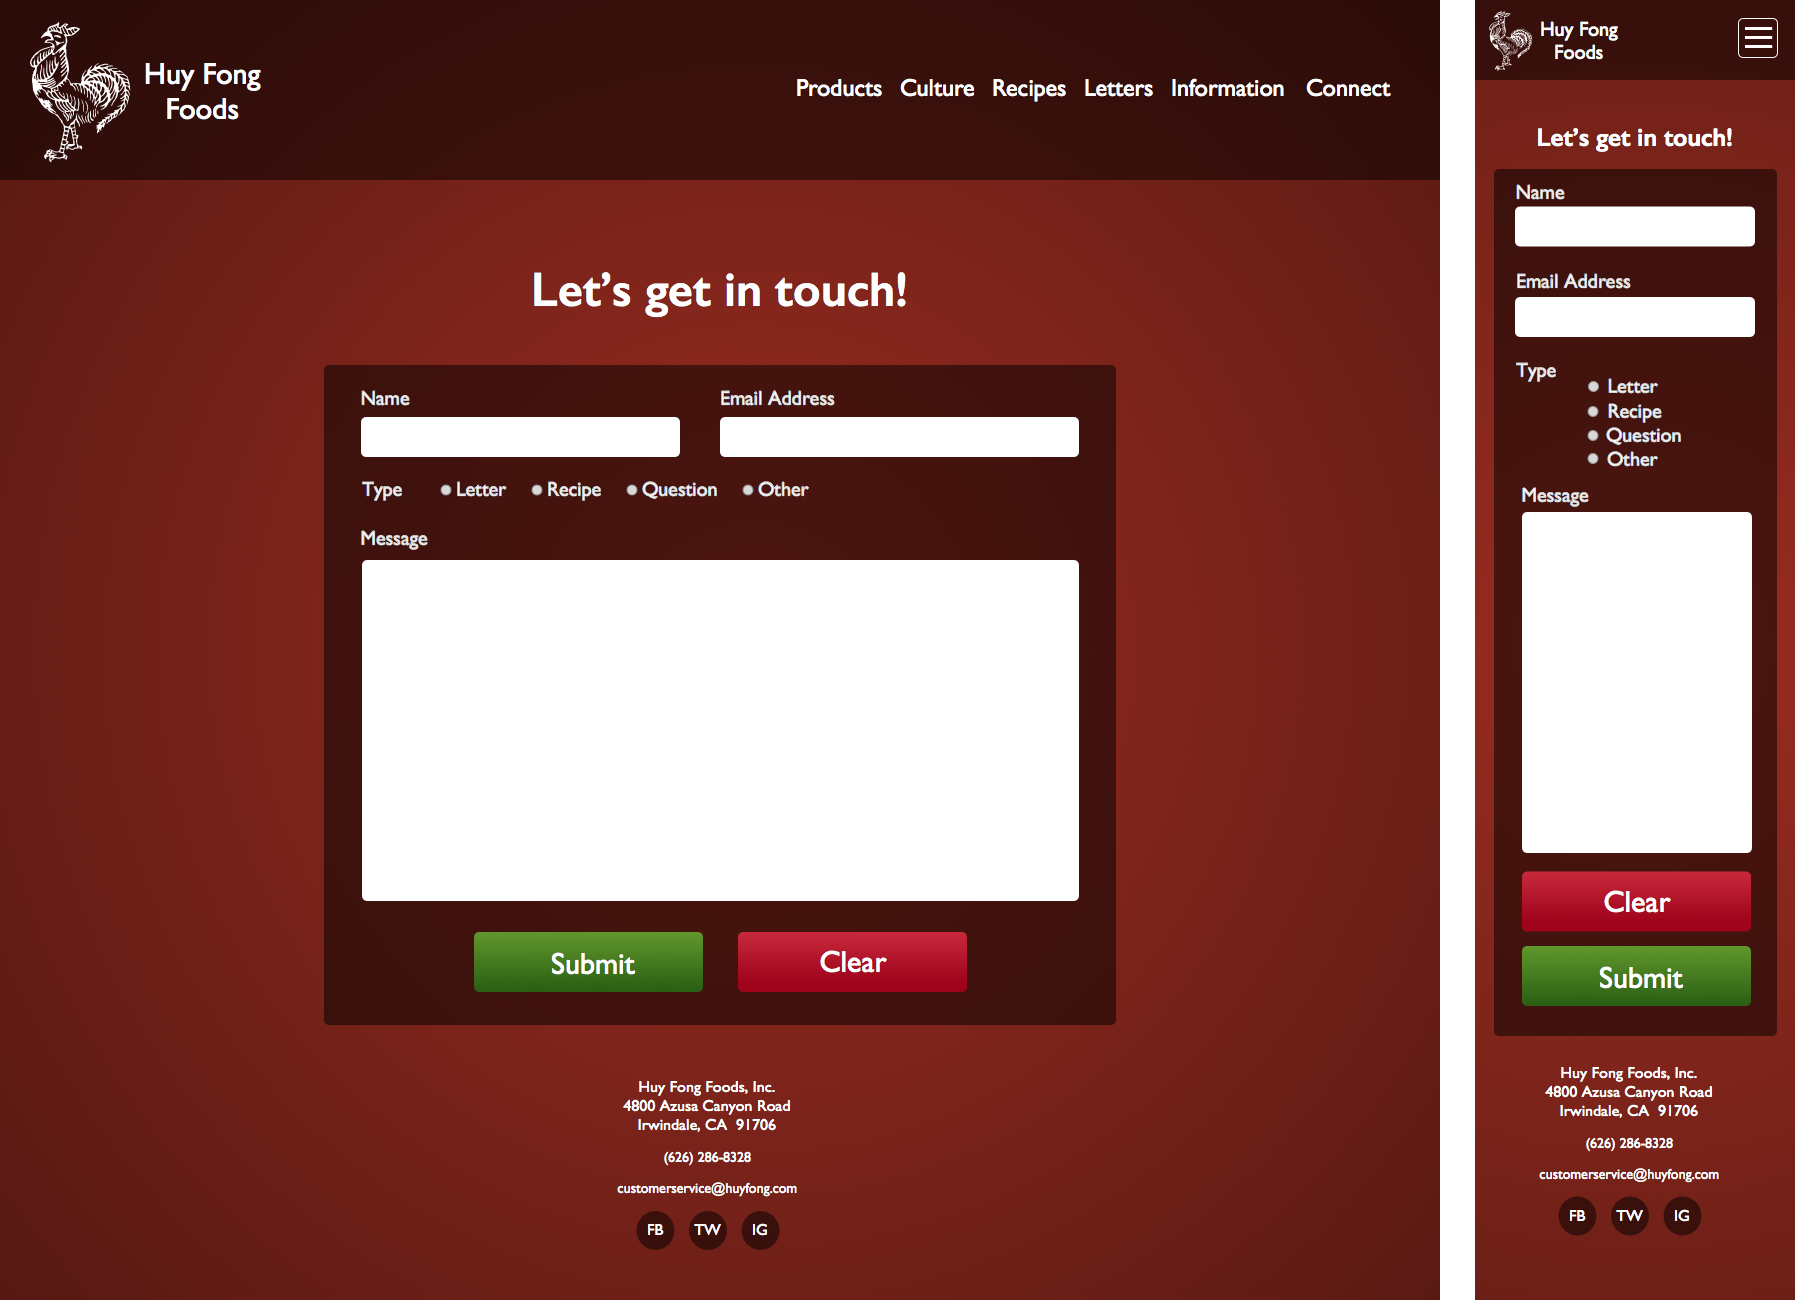 Huy Fong
Foods
Products Culture Recipes Letters Information Connect
Let's get in touch!
Name Email Address
Type Letter Recipe Question Other
Message
Submit Clear
Huy Fong Foods, Inc.
4800 Azusa Canyon Road
Irwindale, CA 91706
(626) 286-8328
customerservice@huyfong.com
FB TW IG
Huy Fong
Foods
Let's get in touch!
Name
Email Address
Type
Letter
Recipe
Question
Other
Message
Clear
Submit
Huy Fong Foods, Inc.
4800 Azusa Canyon Road
Irwindale, CA 91706
(626) 286-8328
customerservice@huyfong.com
FB TW IG